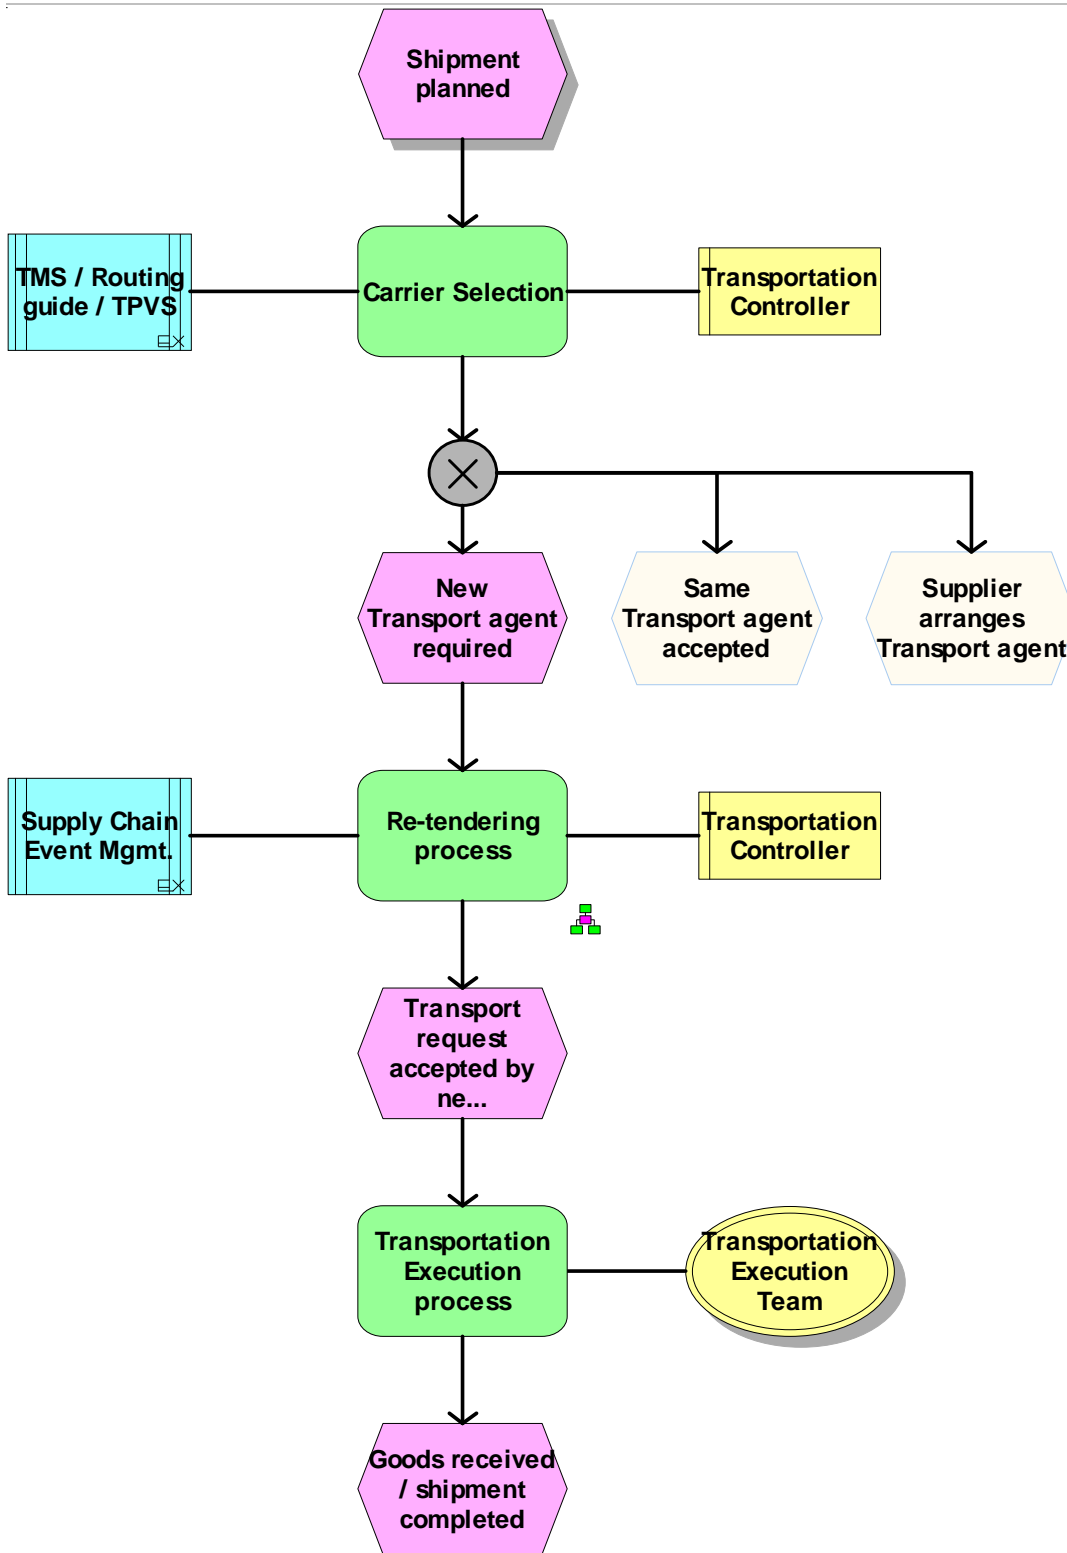 Shipment
planned
TMS / Routing
guide / TPVS
Carrier Selection
Transportation
Controller
New
Transport agent
required
Same
Transport agent
accepted
Supplier
arranges
Transport agent
Supply Chain
Event Mgmt.
Re-tendering
process
Transportation
Controller
Transport
request
accepted by
ne...
Transportation
Execution
process
Transportation
Execution
Team
Goods received
/ shipment
completed